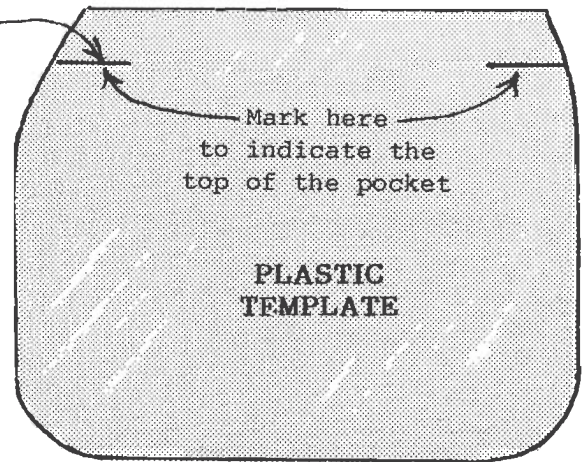 Mark here
to indicate the
top of the pocket
PLASTIC
TEMPLATE